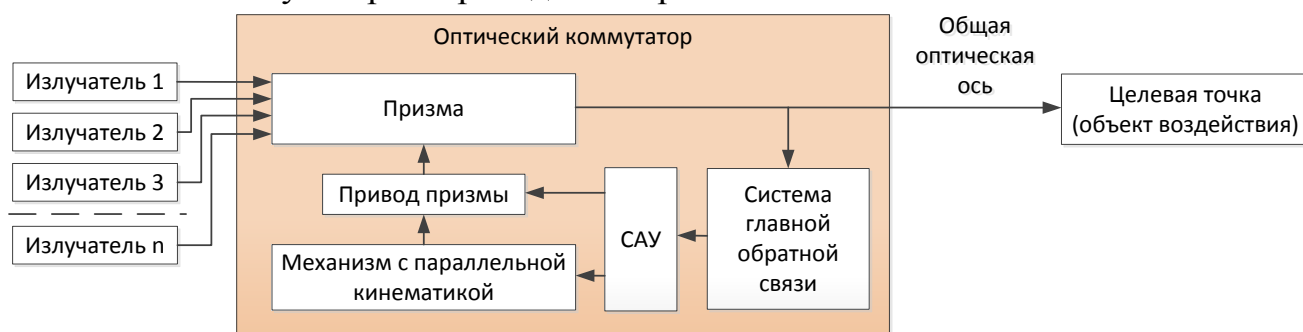 Оптический коммутатор
Общая
оптическая
ось
Излучатель 1
Излучатель 2
Излучатель 3
Излучатель n
Призма
Целевая точка
(объект воздействия)
Привод призмы
САУ
Система
главной
обратной
связи
Механизм с параллельной
кинематикой